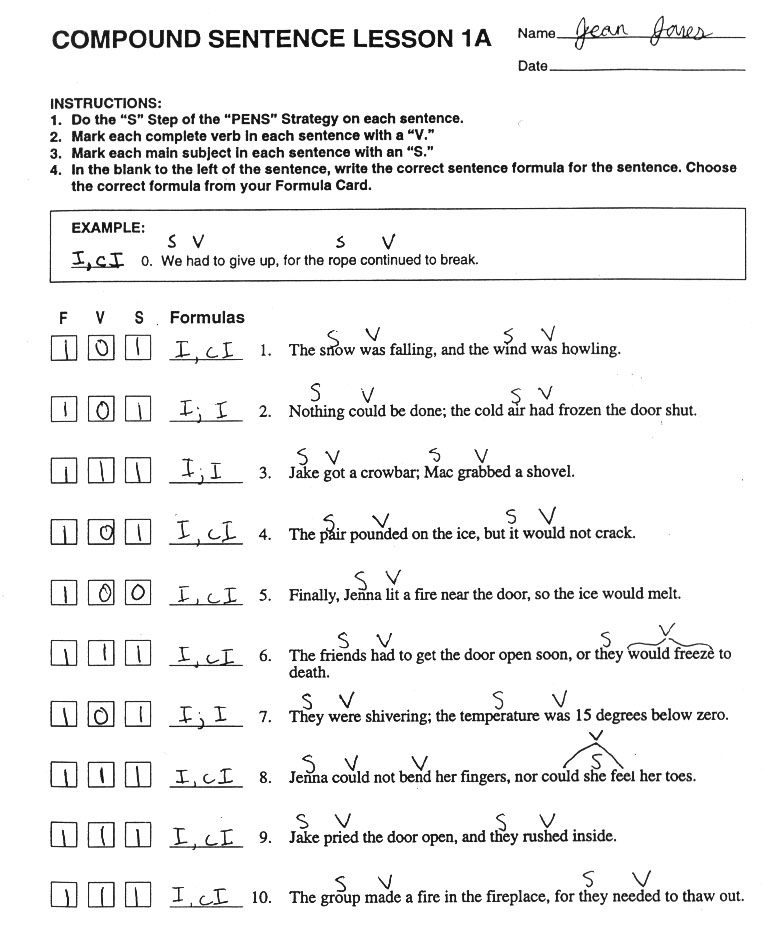 COMPOUND SENTENCE LESSON 1A
Name Jean Jones
Date
INSTRUCTIONS:
1. Do the “S” Step of the “PENS” Strategy on each sentence.
2. Mark each complete verb in each sentence with a “V.”
3. Mark each main subject in each sentence with an “S.”
4. In the blank to the left of the sentence, write the correct sentence formula for the sentence. Choose
the correct formula from your Formula Card.
EXAMPLE:
S V S V
I,cI 0. We had to give up, for the rope continued to break.
F V S Formulas
S V S V
1 0 1 I,cI 1. The snow was falling, and the wind was howling.
S V S V
1 0 1 I;I 2. Nothing could be done; the cold air had frozen the door shut.
S V S V
1 1 1 I;I 3. Jake got a crowbar; Mac grabbed a shovel.
S V S V
1 0 1 I,cI 4. The pair pounded on the ice, but it would not crack.
S V
1 0 0 I,cI 5. Finally, Jenna lit a fire near the door, so the ice would melt.
S V S V
1 1 1 I,cI 6. The friends had to get the door open soon, or they would freeze to
death.
S V S V
1 0 1 I;I 7. They were shivering; the temperature was 15 degrees below zero.
V
S V V S
1 1 1 I,cI 8. Jenna could not bend her fingers, nor could she feel her toes.
S V S V
1 1 1 I,cI 9. Jake pried the door open, and they rushed inside.
S V S V
1 1 1 I,cI 10. The group made a fire in the fireplace, for they needed to thaw out.